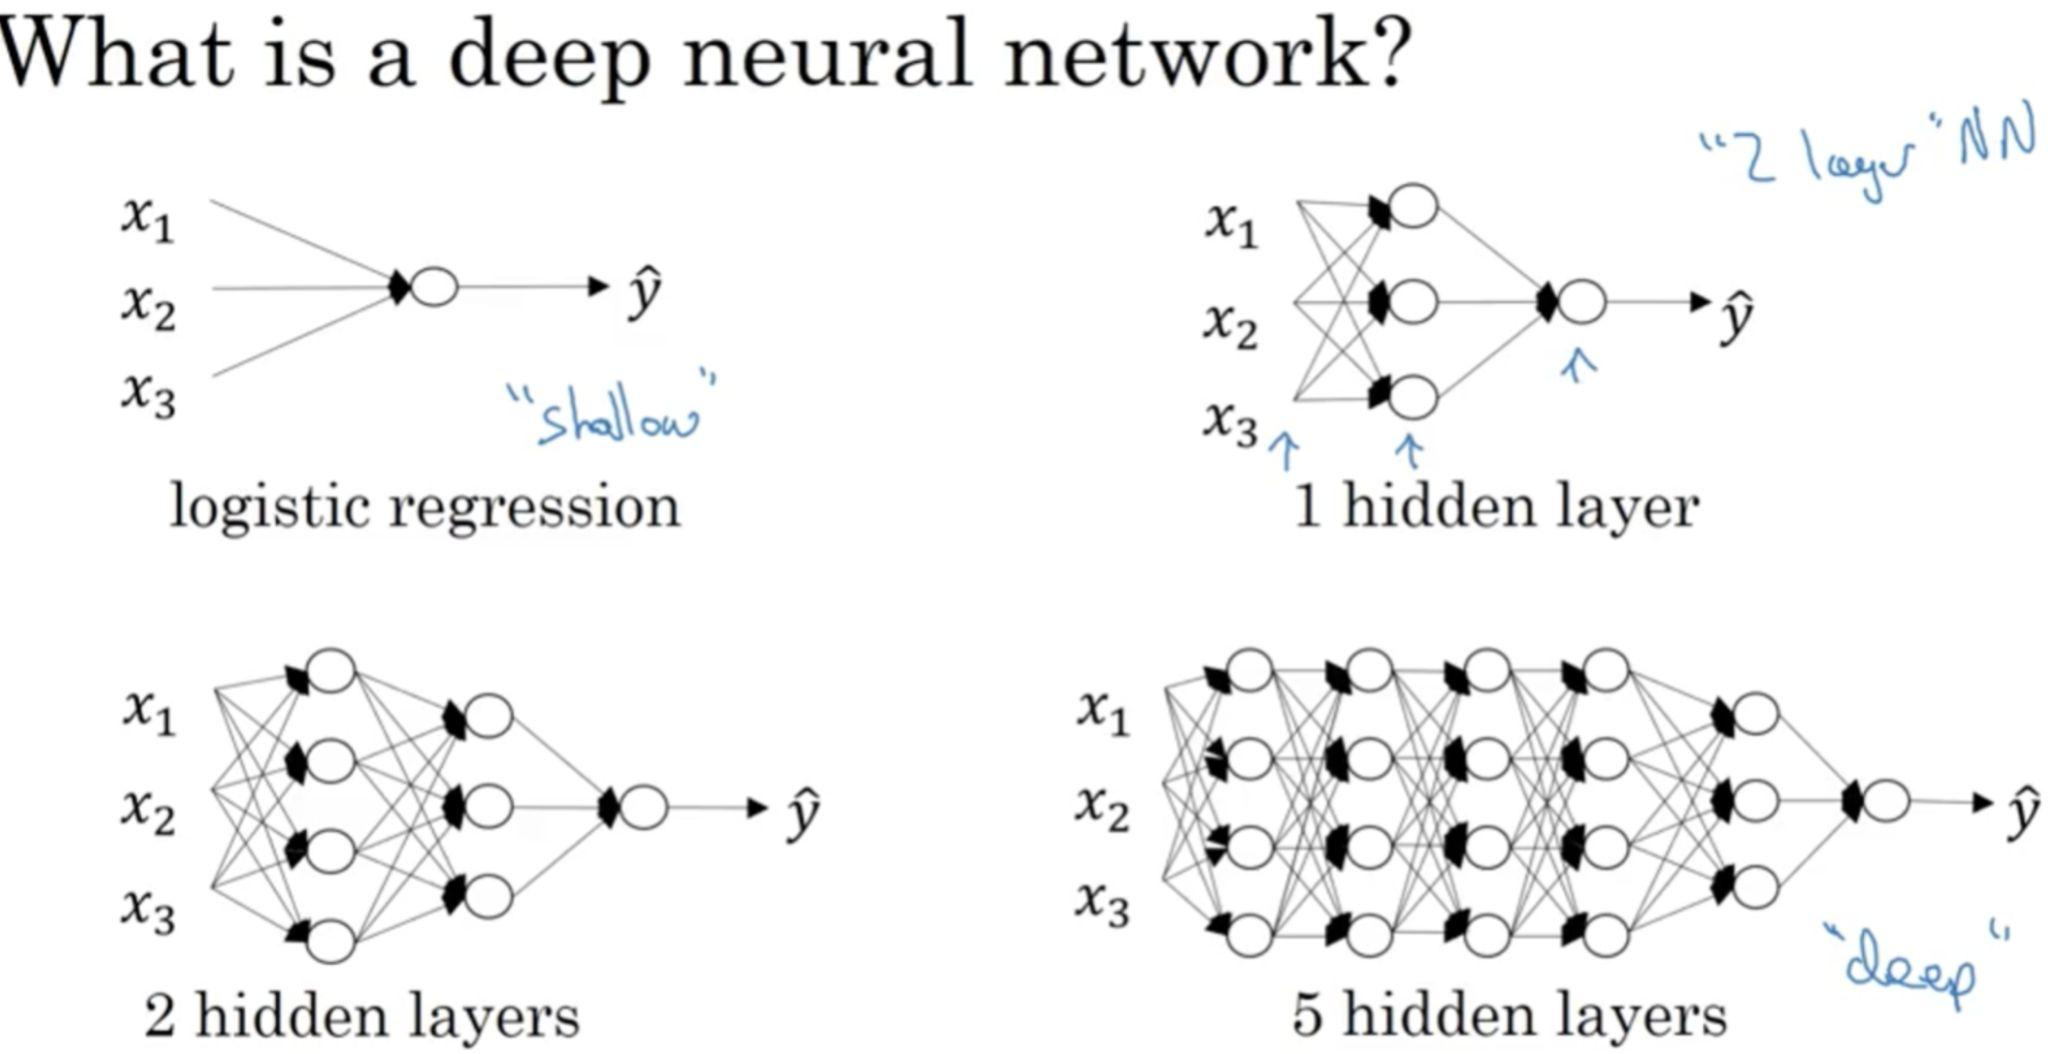 What is a deep neural network?
"2 layer" NN
x₁
x₂
x₃
ŷ
"shallow"
logistic regression
x₁
x₂
x₃
ŷ
1 hidden layer
x₁
x₂
x₃
ŷ
2 hidden layers
x₁
x₂
x₃
ŷ
"deep"
5 hidden layers